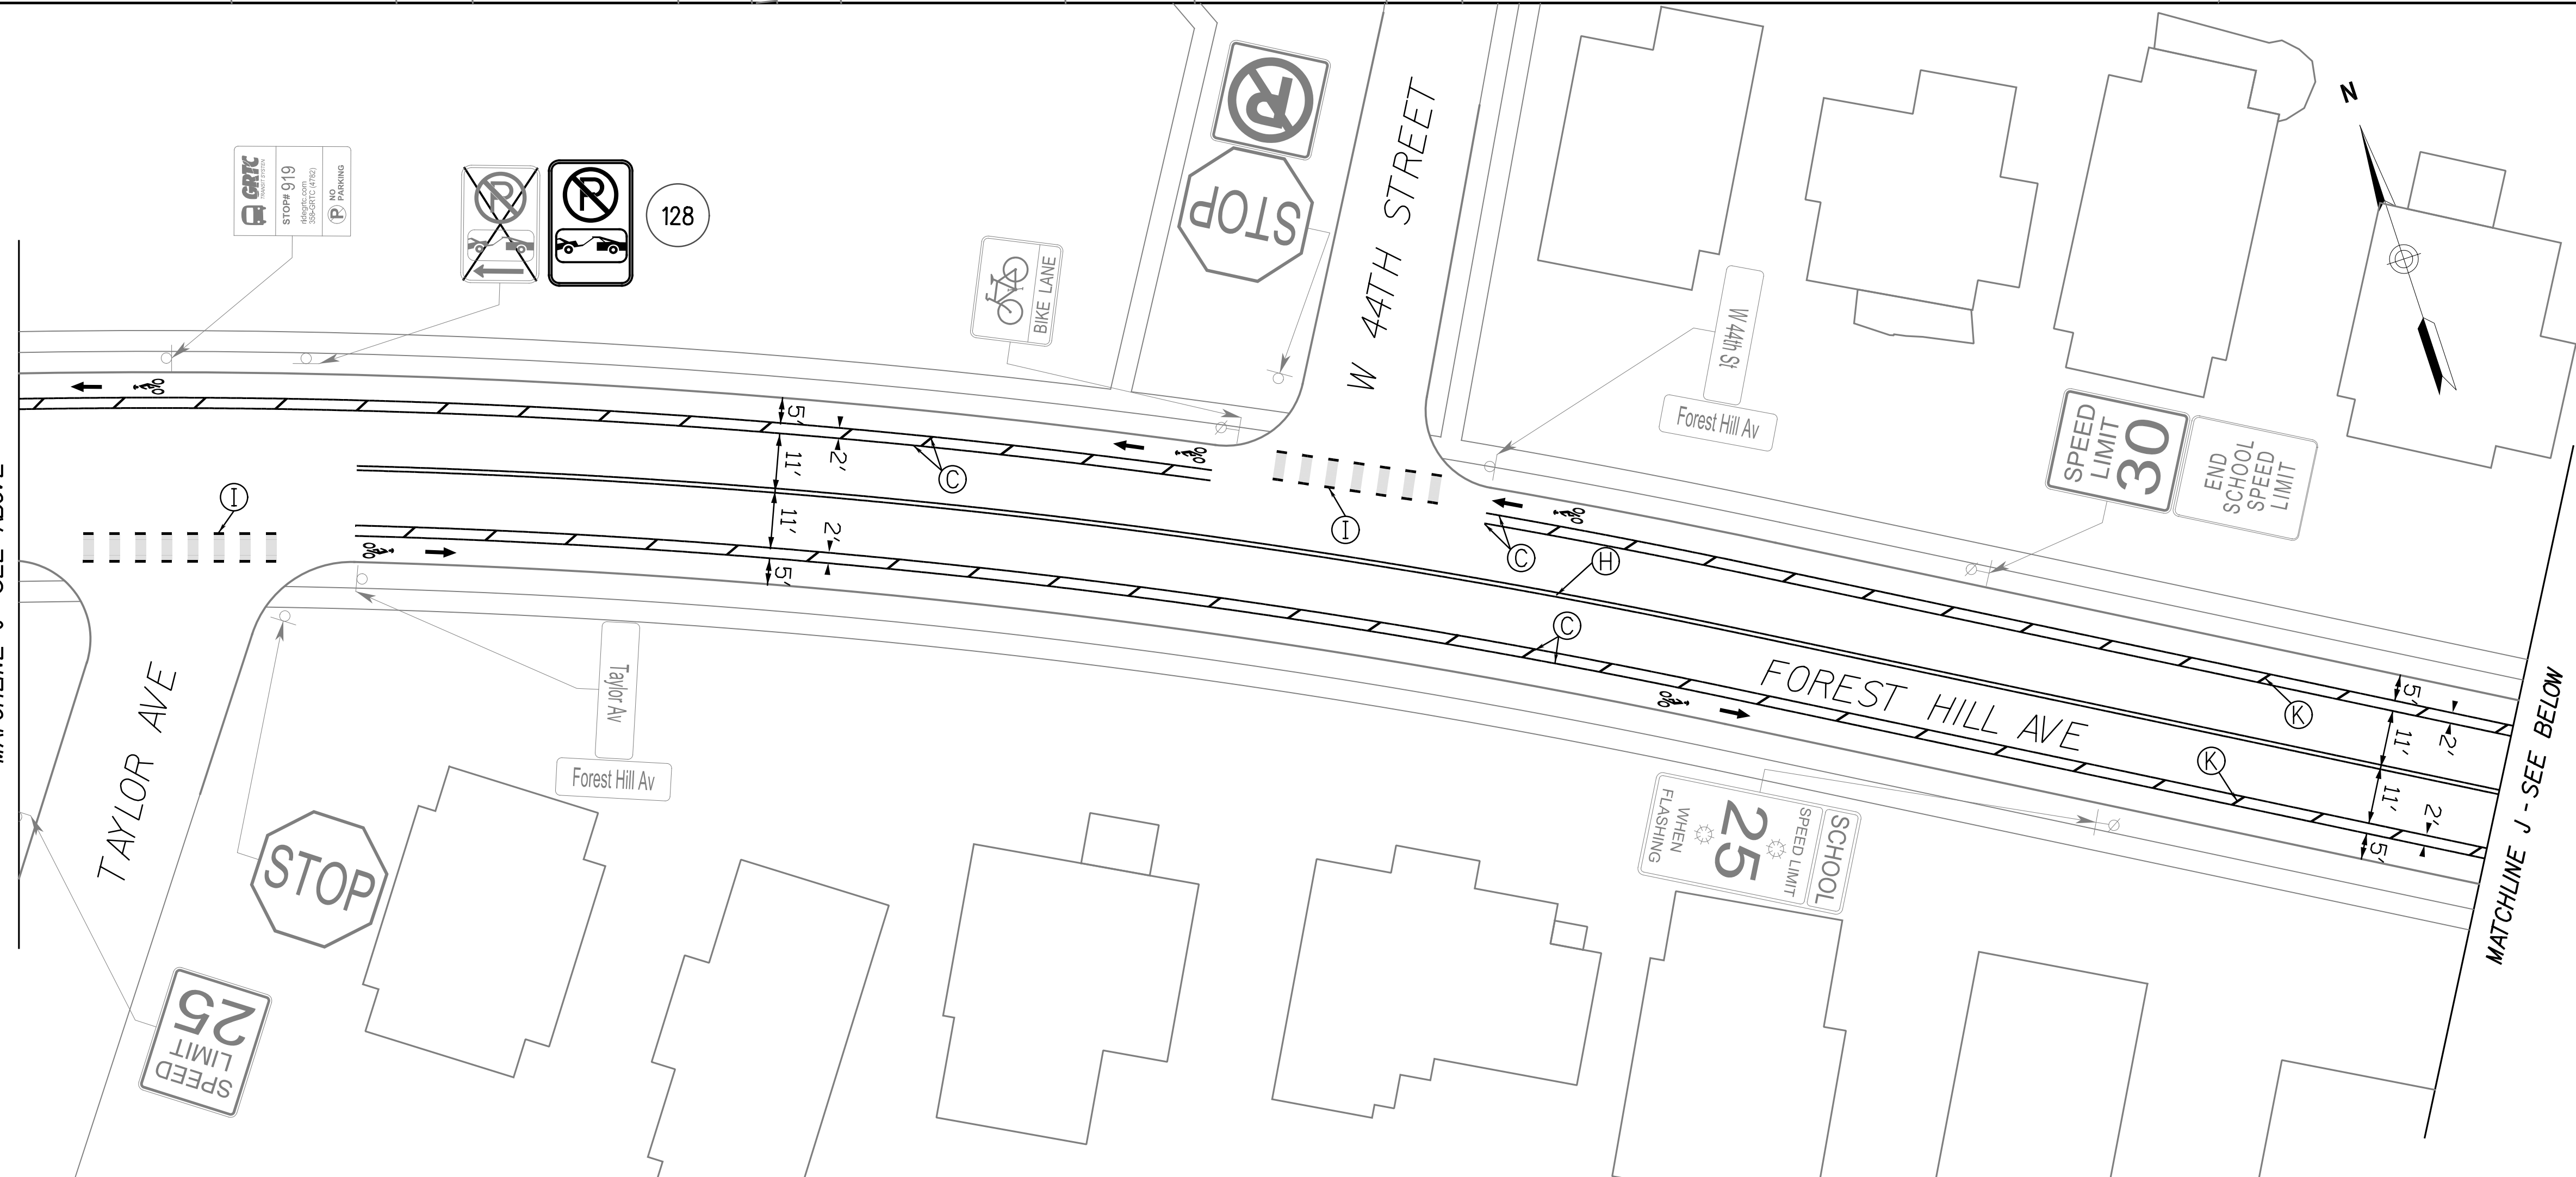 GRTC
TRANSIT SYSTEM
STOP# 919
ridegrtc.com
358-GRTC (4782)
P NO
PARKING
P
P
128
BIKE LANE
P
STOP
W 44TH STREET
W 44th St
Forest Hill Av
N
SPEED
LIMIT
30
END
SCHOOL
SPEED
LIMIT
5'
2'
11'
11'
2'
5'
C
I
I
C
H
C
K
K
FOREST HILL AVE
5'
2'
11'
11'
2'
5'
MATCHLINE J - SEE BELOW
TAYLOR AVE
Taylor Av
Forest Hill Av
STOP
SPEED
LIMIT
25
SCHOOL
SPEED LIMIT
25
WHEN
FLASHING